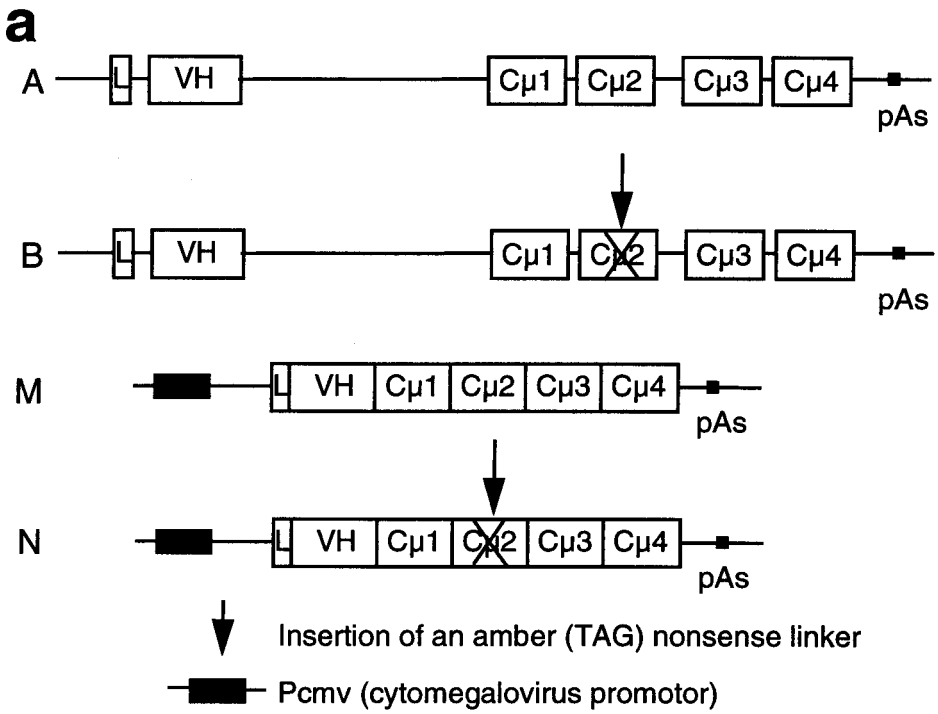 a
A L VH Cμ1 Cμ2 Cμ3 Cμ4
pAs
B L VH Cμ1 Cμ2 Cμ3 Cμ4
pAs
M L VH Cμ1 Cμ2 Cμ3 Cμ4
pAs
N L VH Cμ1 Cμ2 Cμ3 Cμ4
pAs
Insertion of an amber (TAG) nonsense linker
Pcmv (cytomegalovirus promotor)